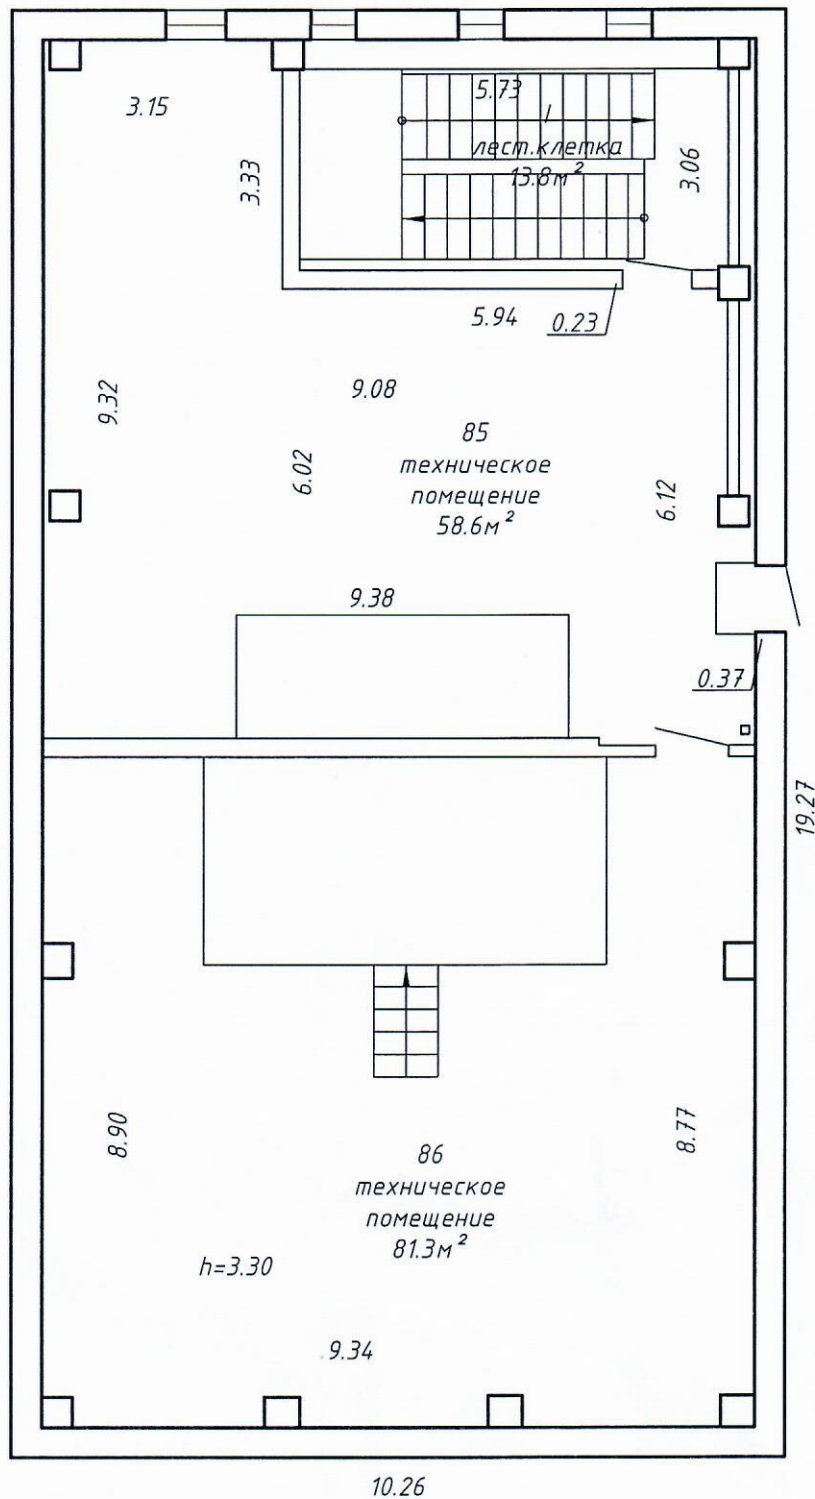 3.15
5.73
I
лест.клетка
13.8м²
3.33
3.06
5.94
0.23
9.32
9.08
85
техническое
помещение
58.6м²
6.02
6.12
9.38
0.37
19.27
8.90
8.77
86
техническое
помещение
81.3м²
h=3.30
9.34
10.26